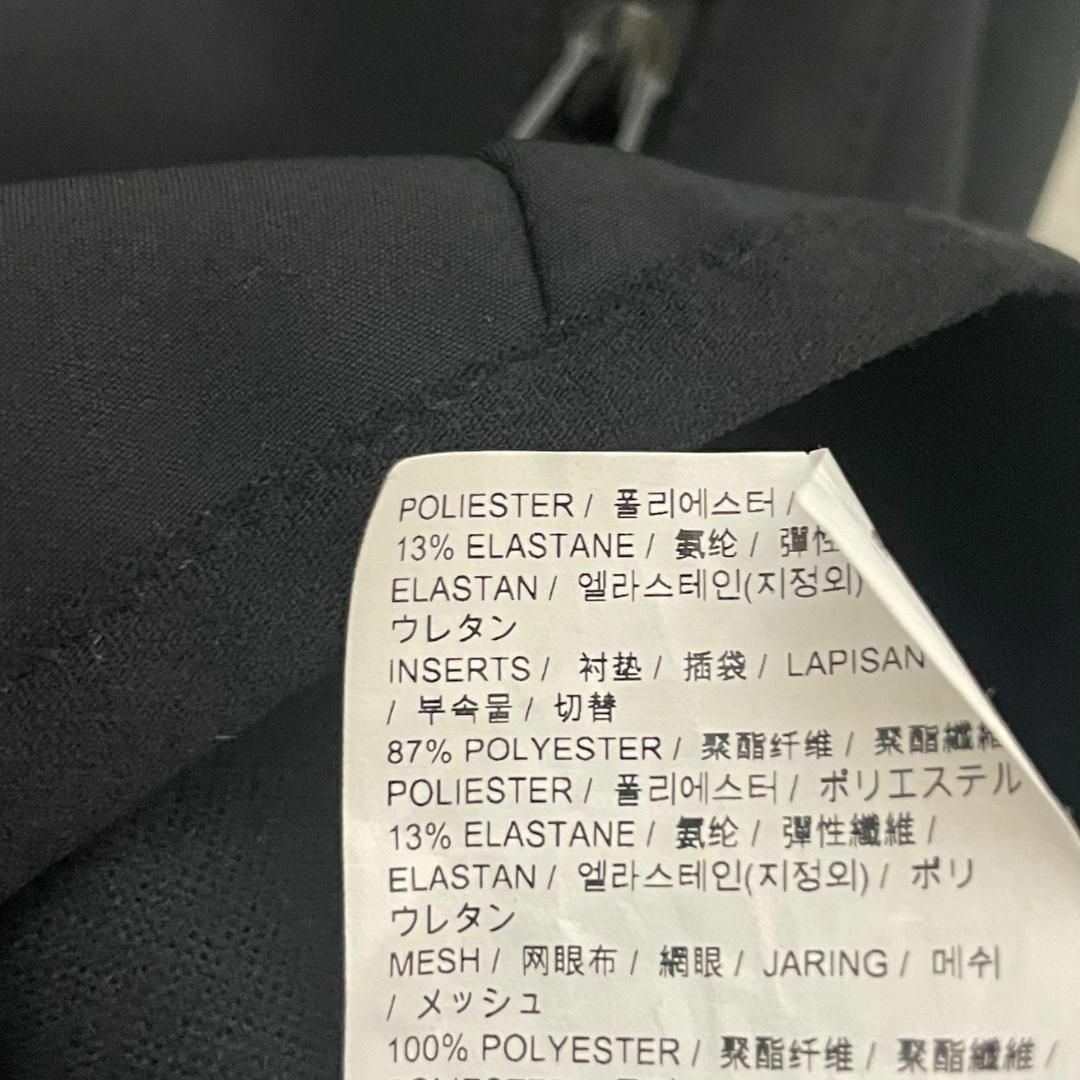 POLIESTER / 폴리에스터 /
13% ELASTANE / 氨纶 / 彈性
ELASTAN / 엘라스테인(지정외)
ウレタン
INSERTS / 衬垫 / 插袋 / LAPISAN
/ 부속물 / 切替
87% POLYESTER / 聚酯纤维 / 聚酯纖維
POLIESTER / 폴리에스터 / ポリエステル
13% ELASTANE / 氨纶 / 彈性纖維 /
ELASTAN / 엘라스테인(지정외) / ポリ
ウレタン
MESH / 网眼布 / 網眼 / JARING / 메쉬
/ メッシュ
100% POLYESTER / 聚酯纤维 / 聚酯纖維 /